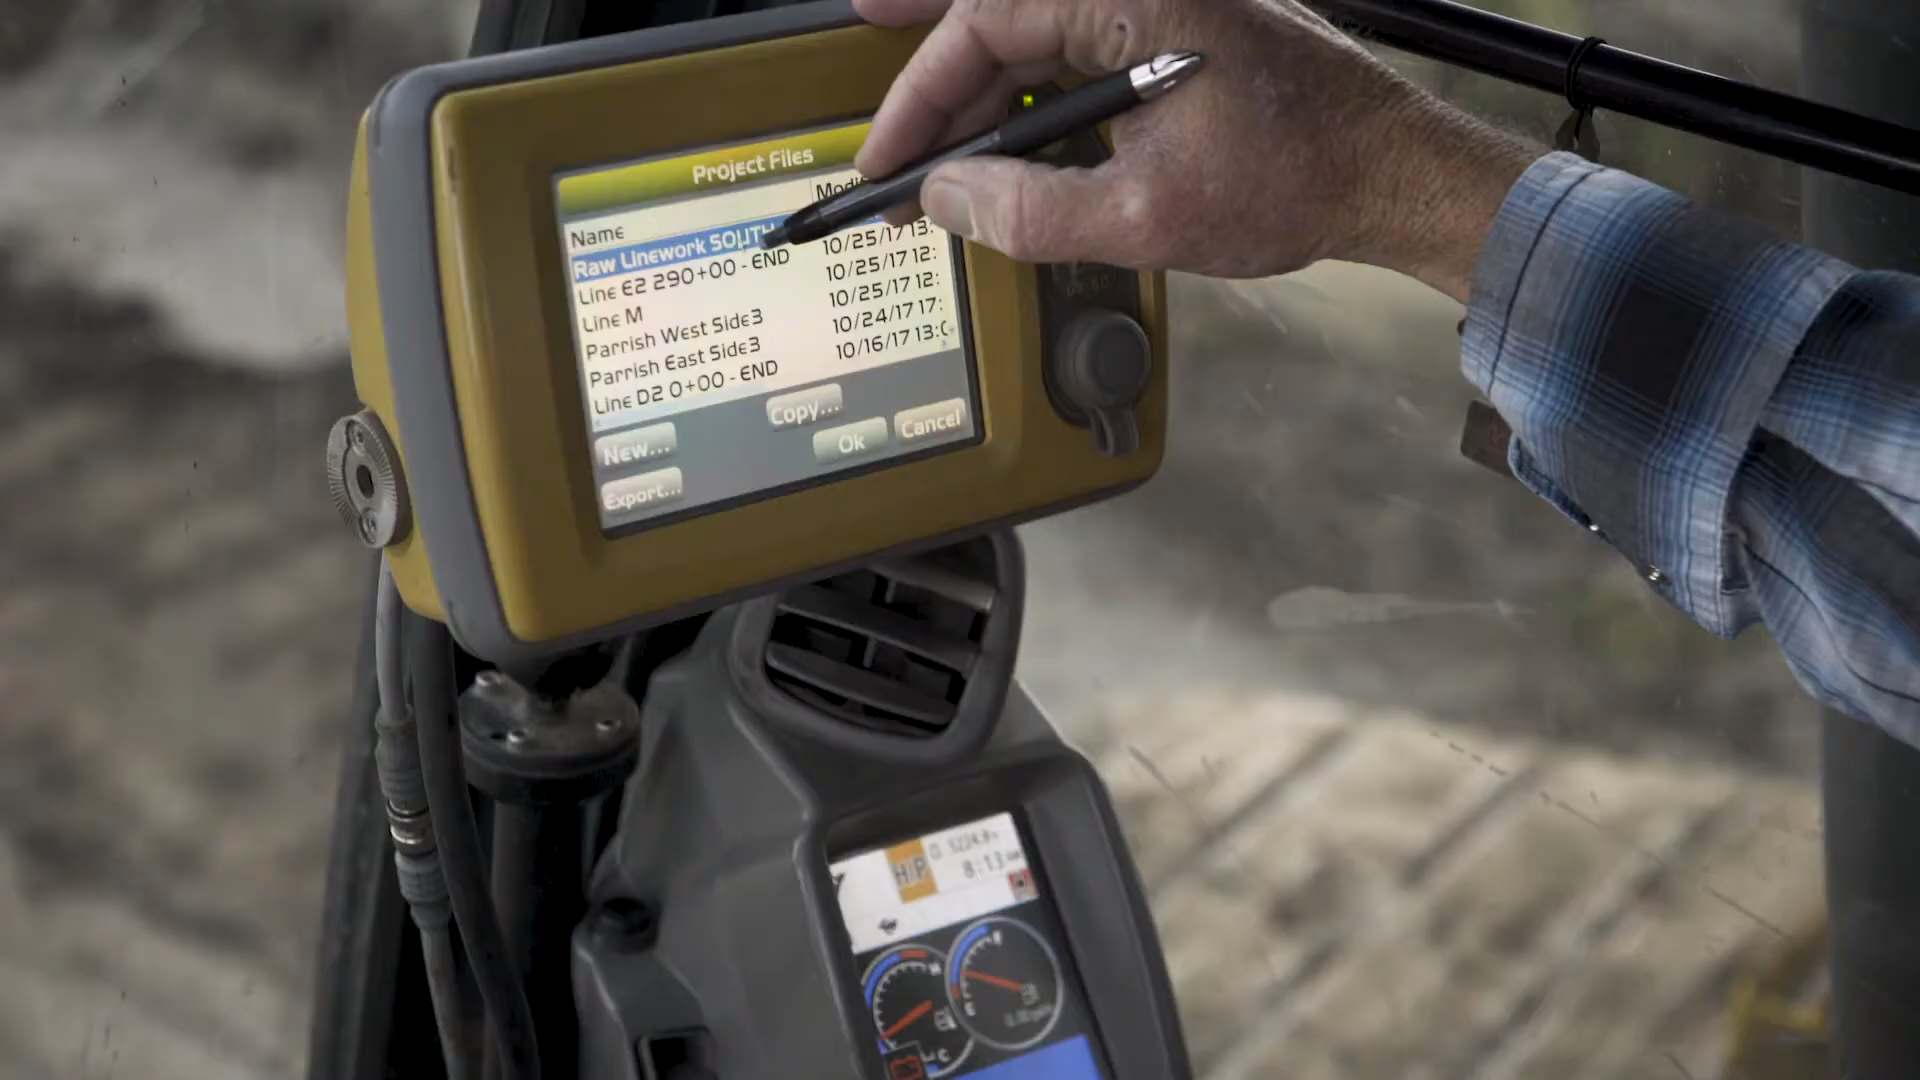 Project Files
Name
Raw Linework SOUTH
Line E2 290+00 - END 10/25/17 13:
Line M 10/25/17 12:
Parrish West Side3 10/25/17 12:
Parrish East Side3 10/24/17 17:
Line D2 0+00 - END 10/16/17 13:
New... Copy... Ok Cancel
Export...
H/P
8:13